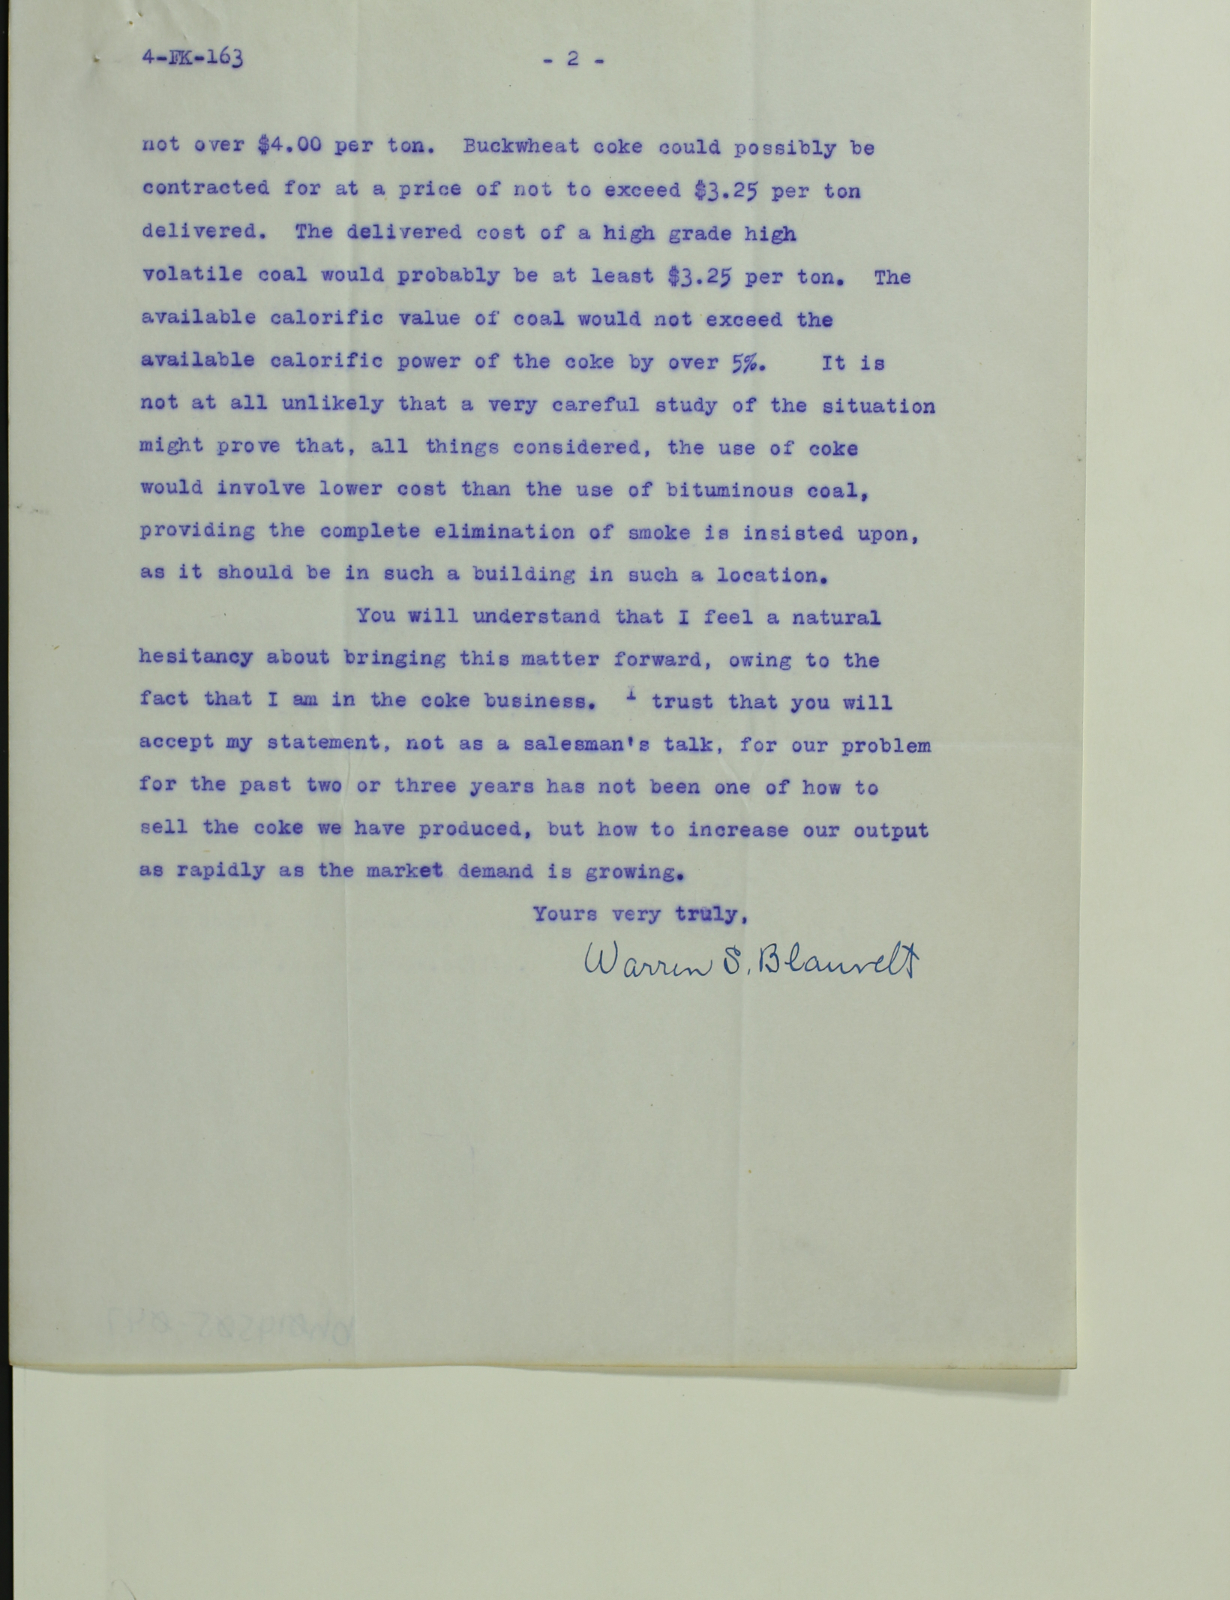 4-FK-163 - 2 -
not over $4.00 per ton. Buckwheat coke could possibly be
contracted for at a price of not to exceed $3.25 per ton
delivered. The delivered cost of a high grade high
volatile coal would probably be at least $3.25 per ton. The
available calorific value of coal would not exceed the
available calorific power of the coke by over 5%. It is
not at all unlikely that a very careful study of the situation
might prove that, all things considered, the use of coke
would involve lower cost than the use of bituminous coal,
providing the complete elimination of smoke is insisted upon,
as it should be in such a building in such a location.
You will understand that I feel a natural
hesitancy about bringing this matter forward, owing to the
fact that I am in the coke business. I trust that you will
accept my statement, not as a salesman's talk, for our problem
for the past two or three years has not been one of how to
sell the coke we have produced, but how to increase our output
as rapidly as the market demand is growing.
Yours very truly,
Warren S. Blauvelt